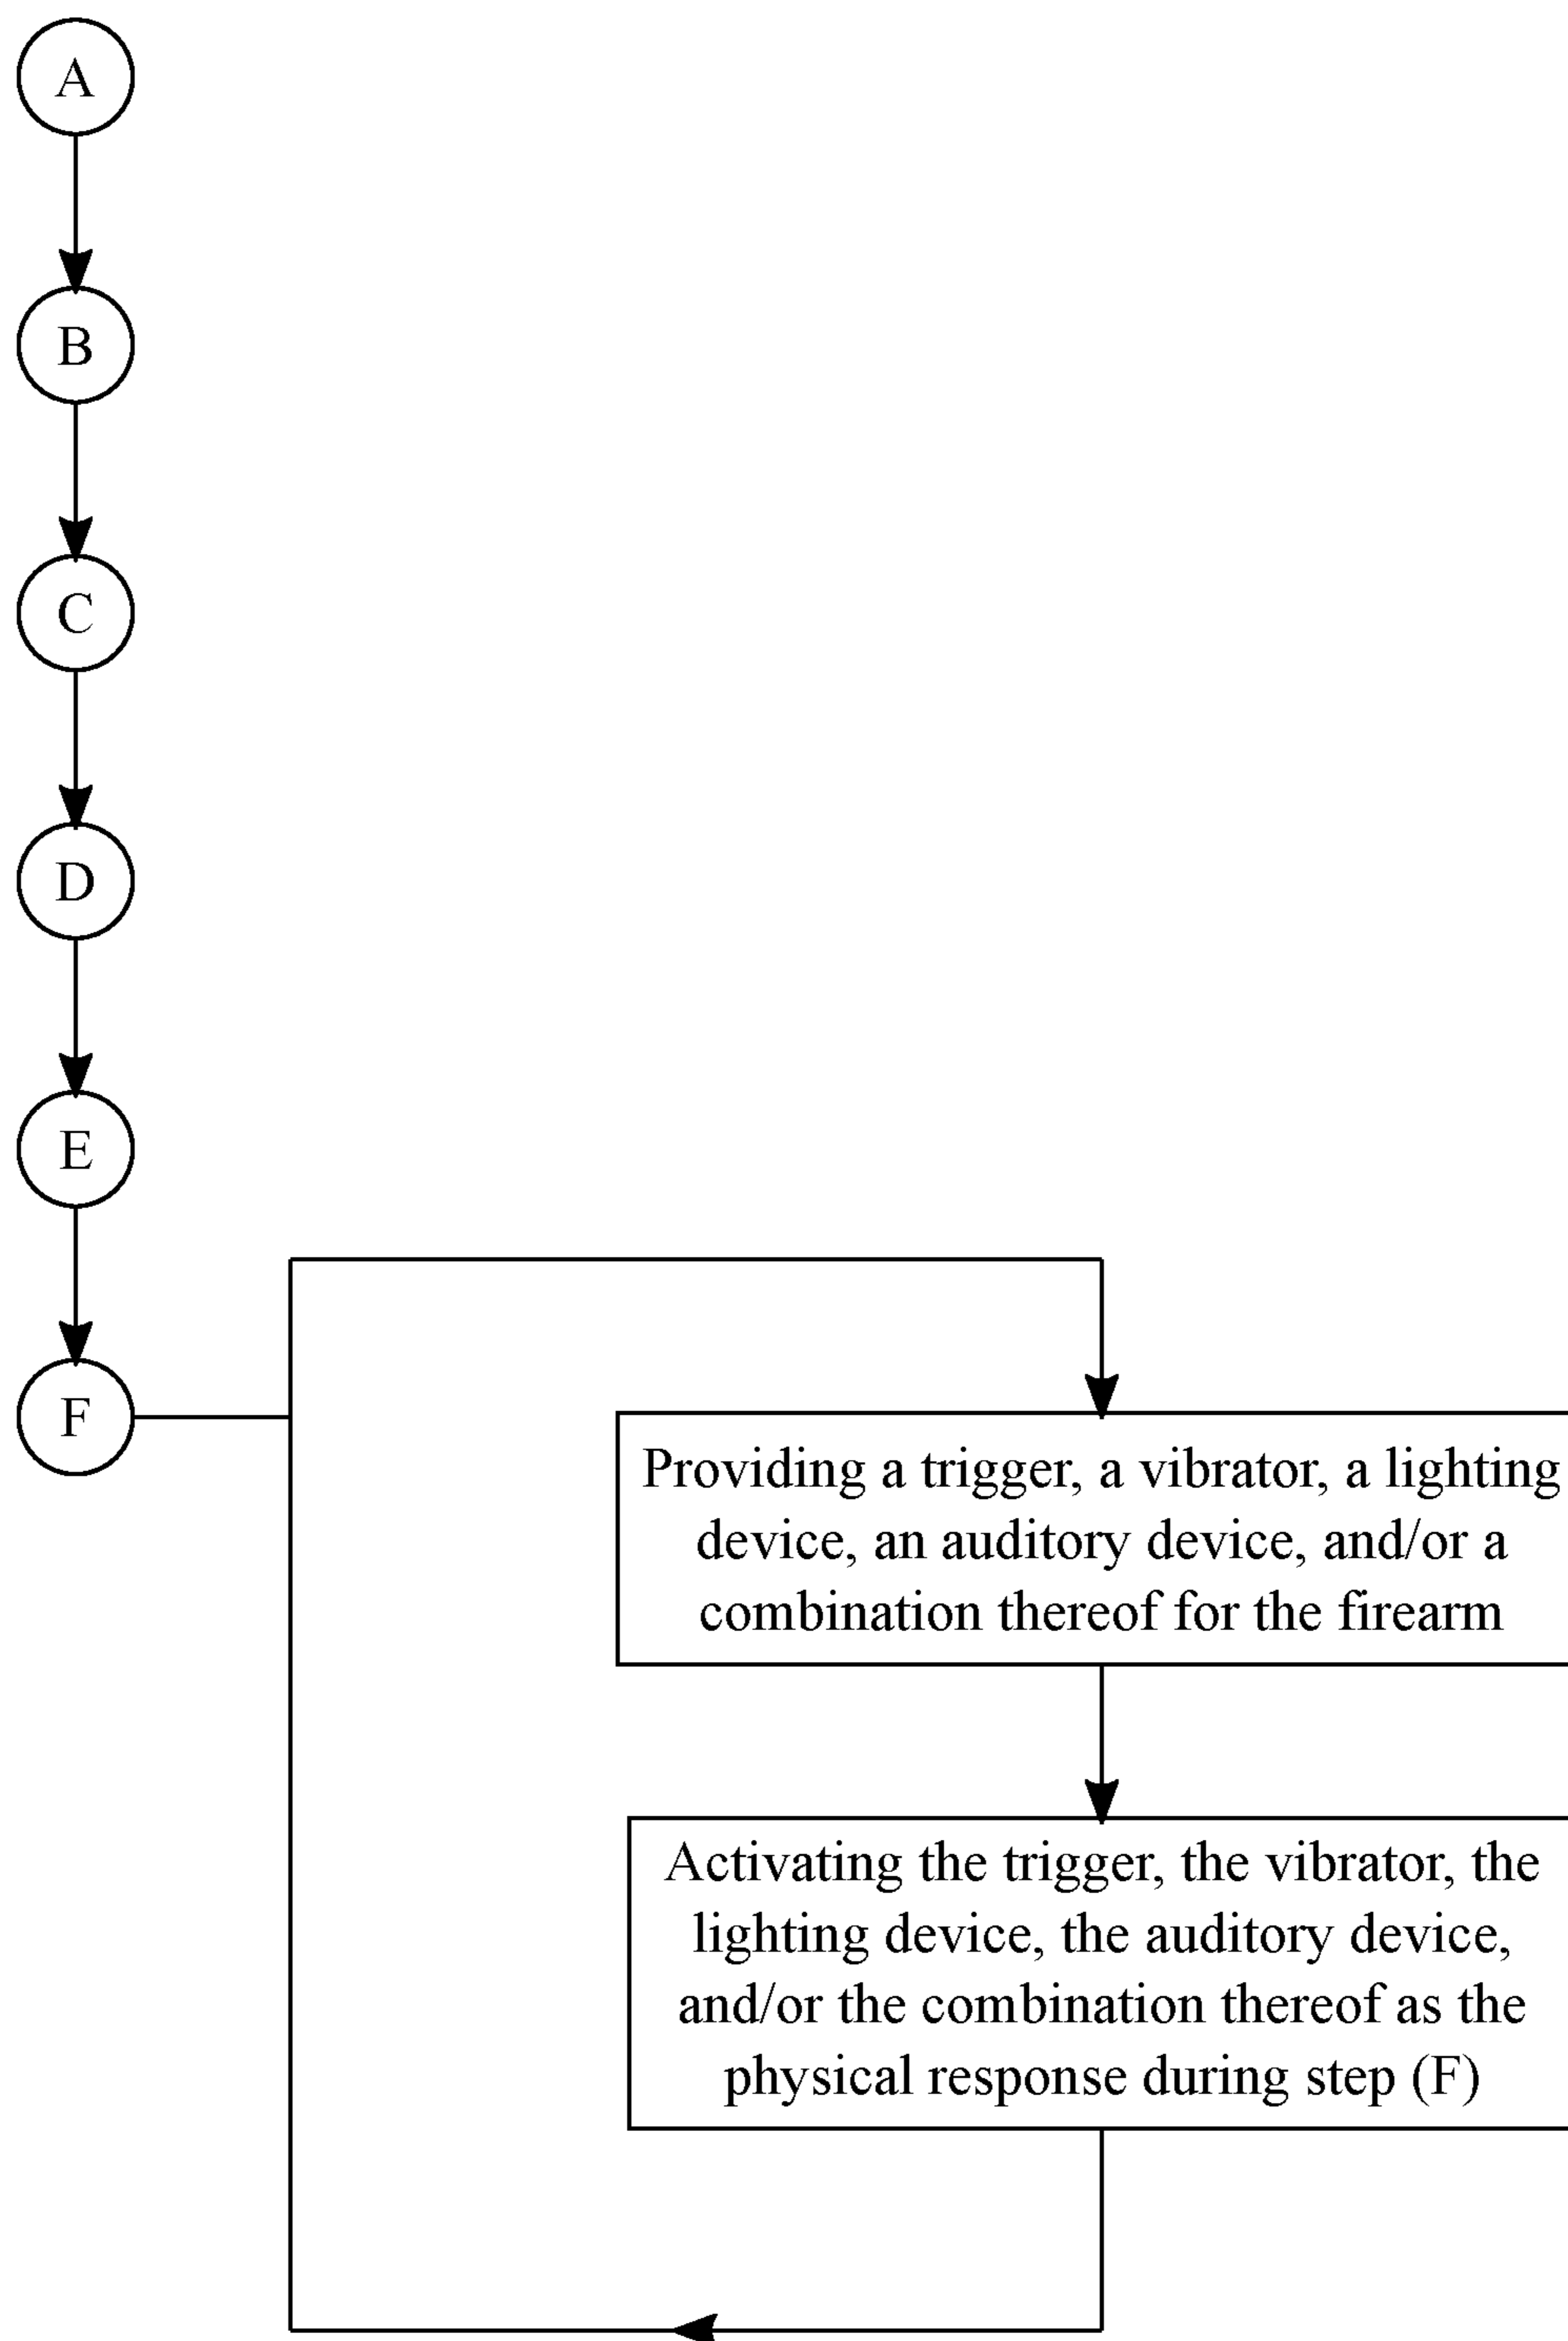 A
B
C
D
E
F
Providing a trigger, a vibrator, a lighting
device, an auditory device, and/or a
combination thereof for the firearm
Activating the trigger, the vibrator, the
lighting device, the auditory device,
and/or the combination thereof as the
physical response during step (F)